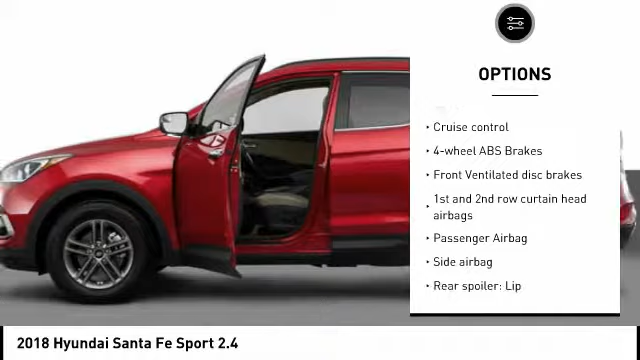 OPTIONS
• Cruise control
• 4-wheel ABS Brakes
• Front Ventilated disc brakes
• 1st and 2nd row curtain head
airbags
• Passenger Airbag
• Side airbag
• Rear spoiler: Lip
2018 Hyundai Santa Fe Sport 2.4